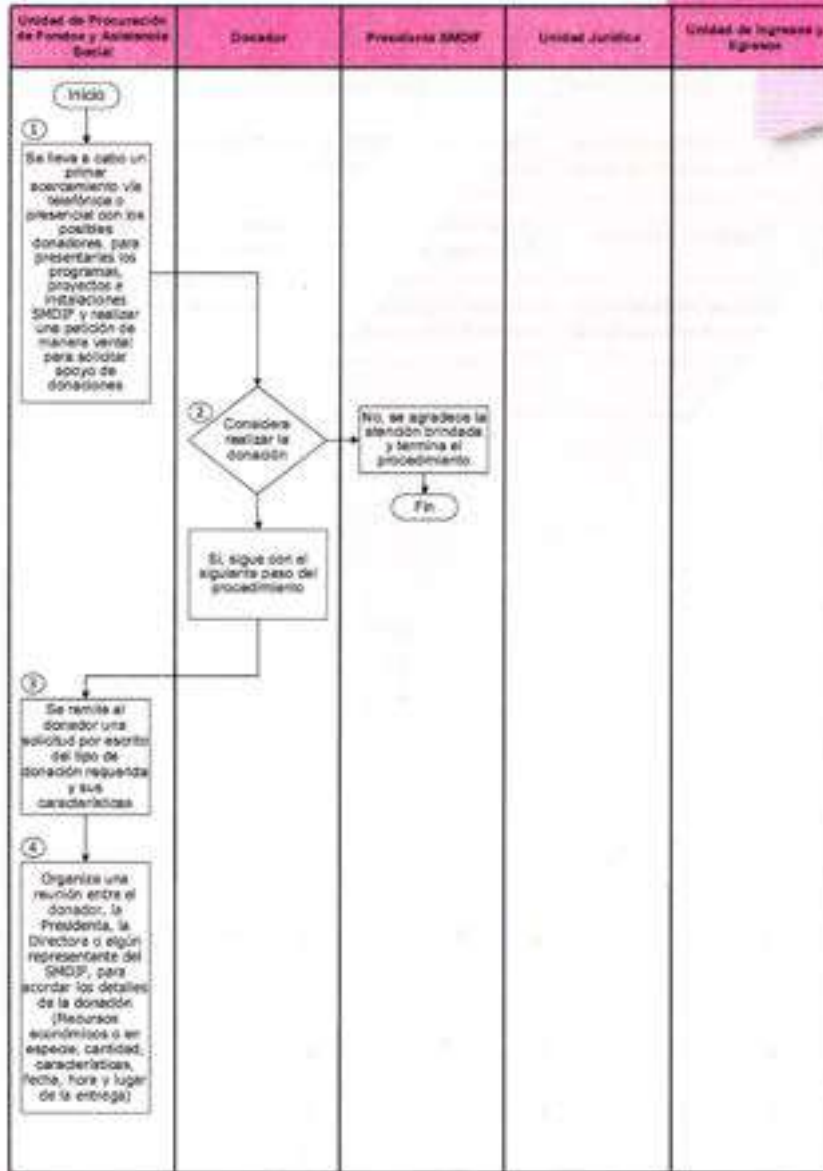 Unidad de Procuración
de Fondos y Asistencia
Social
Donador
Presidenta SMDIF
Unidad Jurídica
Unidad de Ingresos y
Egresos
Inicio
1
Se lleva a cabo un
primer
acercamiento vía
telefónica o
presencial con los
posibles
donadores, para
presentarles los
programas,
proyectos e
instalaciones
SMDIF y realizar
una petición de
manera verbal
para solicitar
apoyo de
donaciones
2
Considera
realizar la
donación
No, se agradece la
atención brindada
y termina el
procedimiento
Fin
Si, sigue con el
siguiente paso del
procedimiento
3
Se remite al
donador una
solicitud por escrito
del tipo de
donación requerida
y sus
características
4
Organiza una
reunión entre el
donador, la
Presidenta, la
Directora o algún
representante del
SMDIF, para
acordar los detalles
de la donación
(Recursos
económicos o en
especie, cantidad,
características,
fecha, hora y lugar
de la entrega)